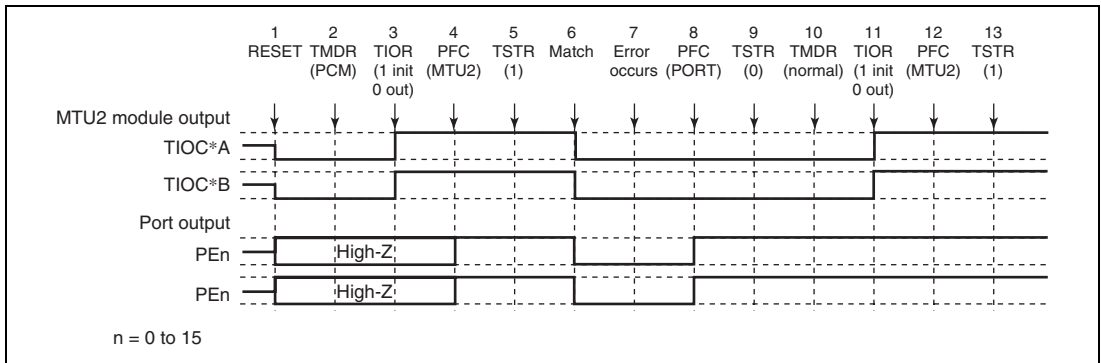 1 2 3 4 5 6 7 8 9 10 11 12 13
RESET TMDR TIOR PFC TSTR Match Error PFC TSTR TMDR TIOR PFC TSTR
(PCM) (1 init (MTU2) (1) occurs (PORT) (0) (normal) (1 init (MTU2) (1)
0 out) 0 out)
MTU2 module output
TIOC*A
TIOC*B
Port output
PEn High-Z
PEn High-Z
n = 0 to 15